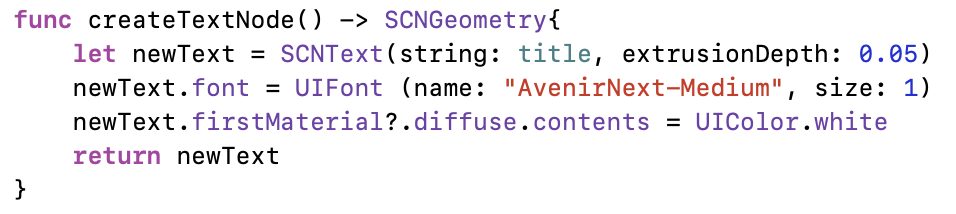 func createTextNode() -> SCNGeometry{
    let newText = SCNText(string: title, extrusionDepth: 0.05)
    newText.font = UIFont (name: "AvenirNext-Medium", size: 1)
    newText.firstMaterial?.diffuse.contents = UIColor.white
    return newText
}